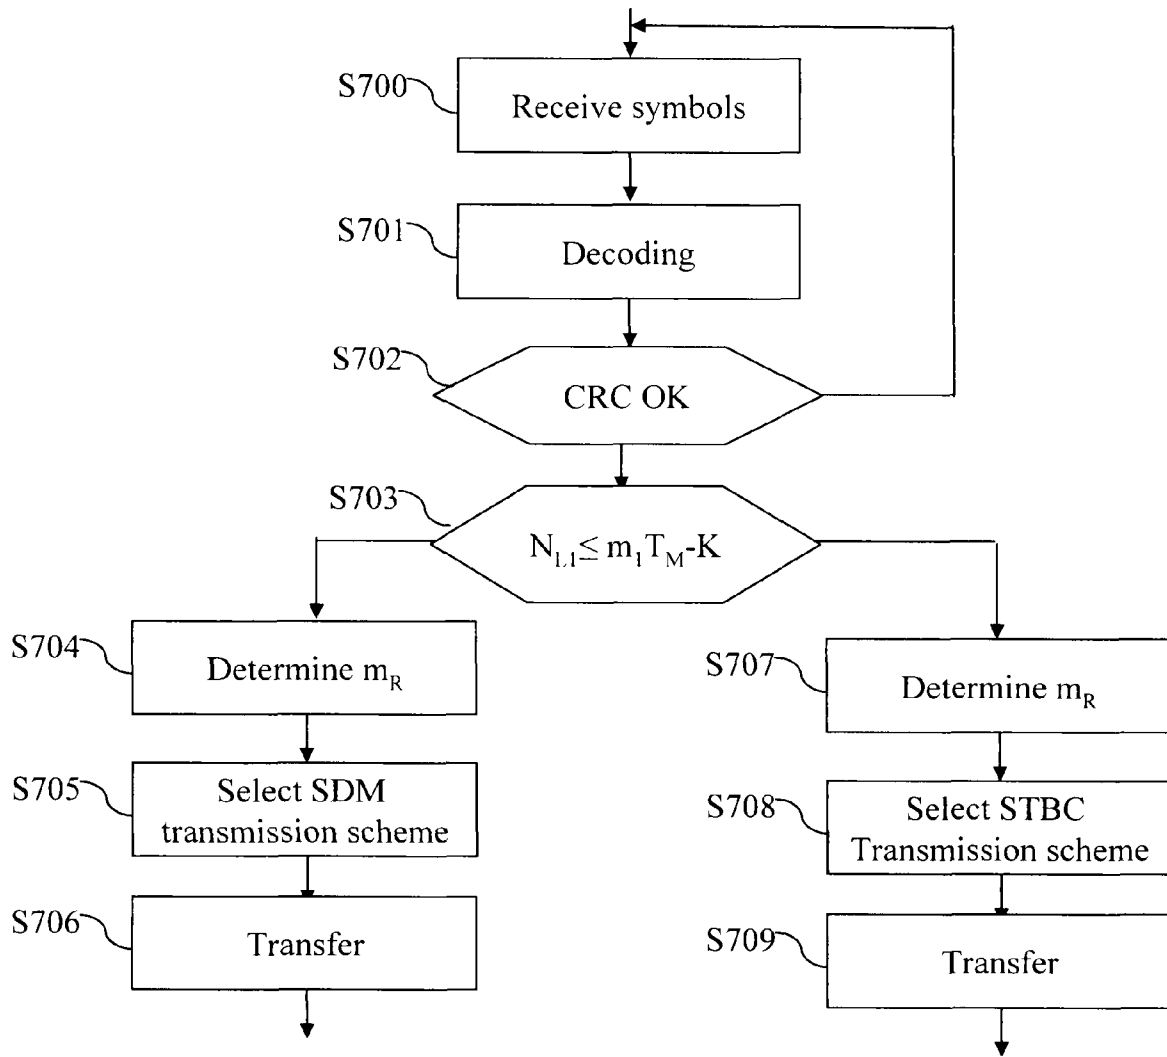 S700
Receive symbols
S701
Decoding
S702
CRC OK
S703
N_L1 ≤ m_1T_M-K
S704
Determine m_R
S707
Determine m_R
S705
Select SDM
transmission scheme
S708
Select STBC
Transmission scheme
S706
Transfer
S709
Transfer